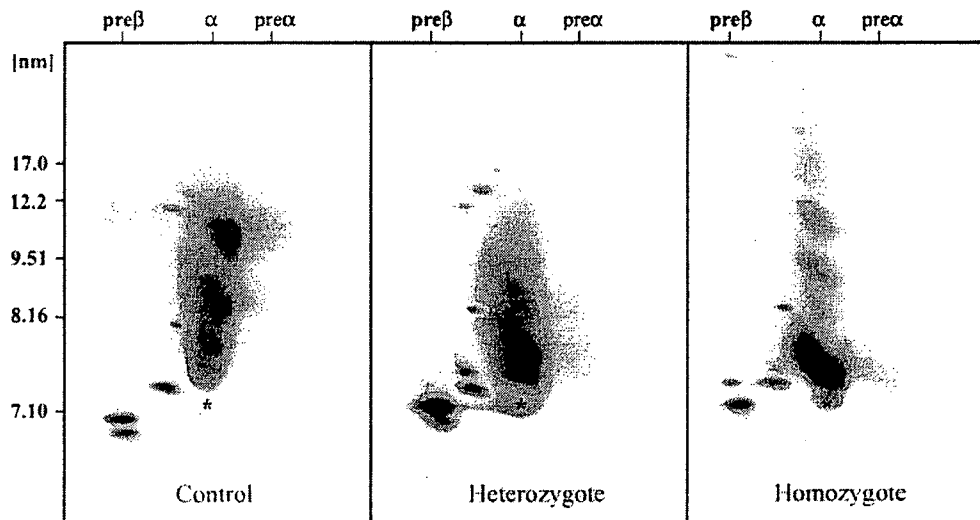 preβ α preα preβ α preα preβ α preα
[nm]
17.0
12.2
9.51
8.16
7.10
* *
Control Heterozygote Homozygote